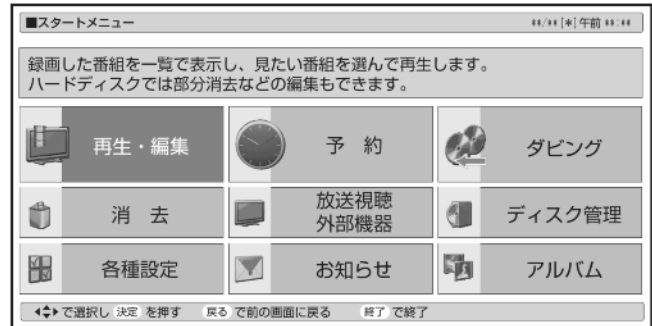 ■スタートメニュー
**/**[*]午前 **:**
録画した番組を一覧で表示し、見たい番組を選んで再生します。
ハードディスクでは部分消去などの編集もできます。
再生・編集
予 約
ダビング
消 去
放送視聴
外部機器
ディスク管理
各種設定
お知らせ
アルバム
で選択し 決定 を押す 戻る で前の画面に戻る 終了 で終了